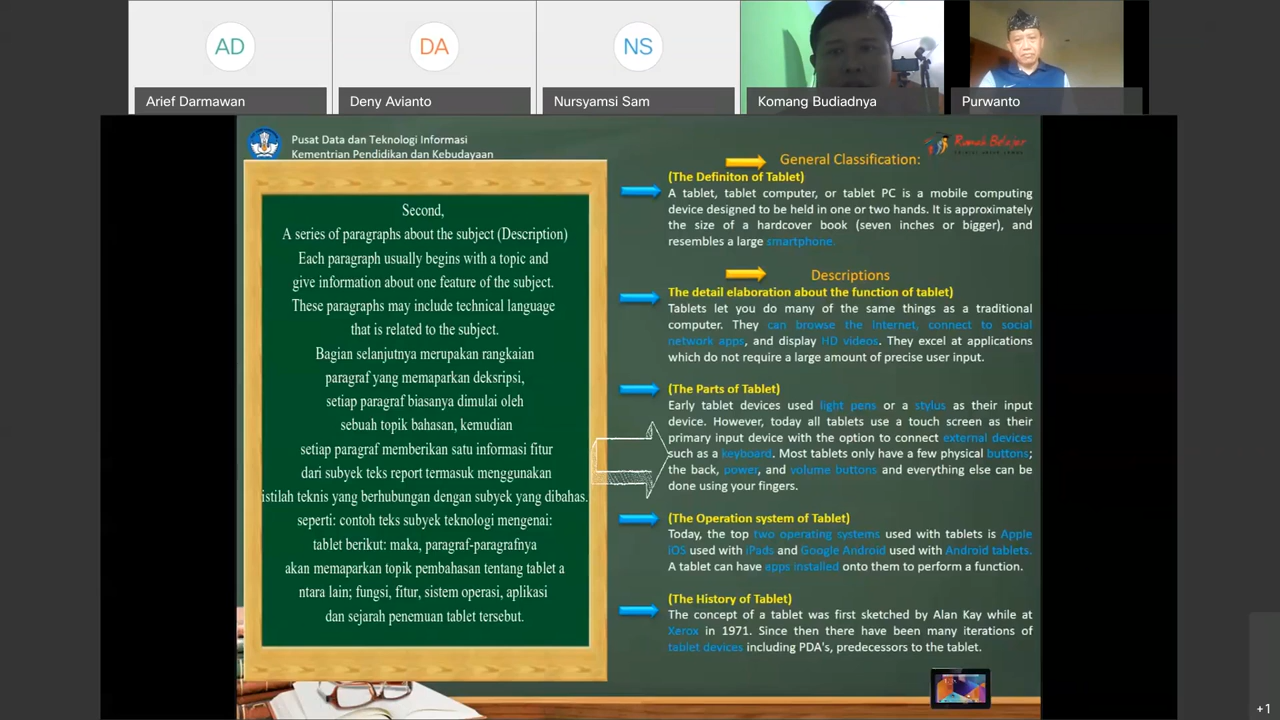 AD
DA
NS
Arief Darmawan
Deny Avianto
Nursyamsi Sam
Komang Budiadnya
Purwanto
Pusat Data dan Teknologi Informasi
Kementrian Pendidikan dan Kebudayaan
Rumah Belajar
Second,
A series of paragraphs about the subject (Description)
Each paragraph usually begins with a topic and
give information about one feature of the subject.
These paragraphs may include technical language
that is related to the subject.
Bagian selanjutnya merupakan rangkaian
paragraf yang memaparkan deksripsi,
setiap paragraf biasanya dimulai oleh
sebuah topik bahasan, kemudian
setiap paragraf memberikan satu informasi fitur
dari subyek teks report termasuk menggunakan
istilah teknis yang berhubungan dengan subyek yang dibahas.
seperti: contoh teks subyek teknologi mengenai:
tablet berikut: maka, paragraf-paragrafnya
akan memaparkan topik pembahasan tentang tablet a
ntara lain; fungsi, fitur, sistem operasi, aplikasi
dan sejarah penemuan tablet tersebut.
General Classification:
(The Definiton of Tablet)
A tablet, tablet computer, or tablet PC is a mobile computing
device designed to be held in one or two hands. It is approximately
the size of a hardcover book (seven inches or bigger), and
resembles a large smartphone.
Descriptions
The detail elaboration about the function of tablet)
Tablets let you do many of the same things as a traditional
computer. They can browse the Internet, connect to social
network apps, and display HD videos. They excel at applications
which do not require a large amount of precise user input.
(The Parts of Tablet)
Early tablet devices used light pens or a stylus as their input
device. However, today all tablets use a touch screen as their
primary input device with the option to connect external devices
such as a keyboard. Most tablets only have a few physical buttons;
the back, power, and volume buttons and everything else can be
done using your fingers.
(The Operation system of Tablet)
Today, the top two operating systems used with tablets is Apple
iOS used with iPads and Google Android used with Android tablets.
A tablet can have apps installed onto them to perform a function.
(The History of Tablet)
The concept of a tablet was first sketched by Alan Kay while at
Xerox in 1971. Since then there have been many iterations of
tablet devices including PDA's, predecessors to the tablet.
+1